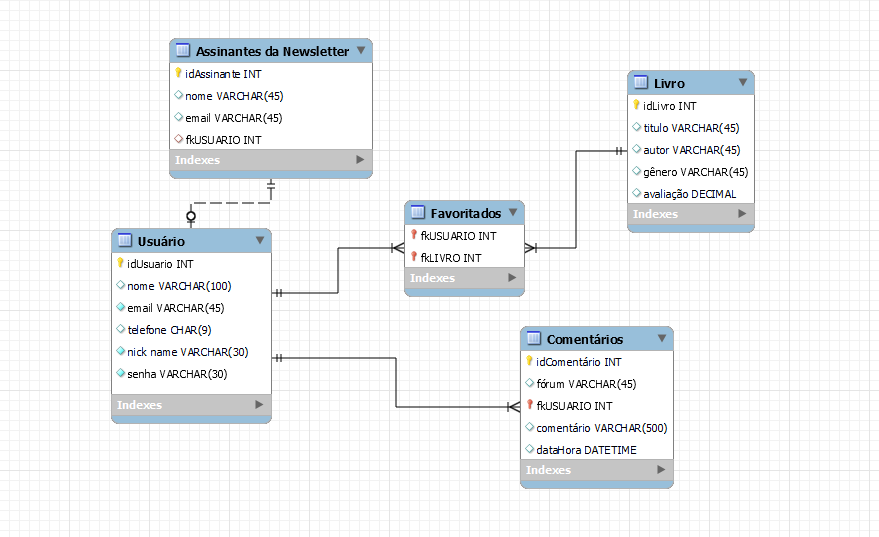 Assinantes da Newsletter
idAssinante INT
nome VARCHAR(45)
email VARCHAR(45)
fkUSUARIO INT
Indexes
Livro
idLivro INT
titulo VARCHAR(45)
autor VARCHAR(45)
gênero VARCHAR(45)
avaliação DECIMAL
Indexes
Favoritados
fkUSUARIO INT
fkLIVRO INT
Indexes
Usuário
idUsuario INT
nome VARCHAR(100)
email VARCHAR(45)
telefone CHAR(9)
nick name VARCHAR(30)
senha VARCHAR(30)
Indexes
Comentários
idComentário INT
fórum VARCHAR(45)
fkUSUARIO INT
comentário VARCHAR(500)
dataHora DATETIME
Indexes